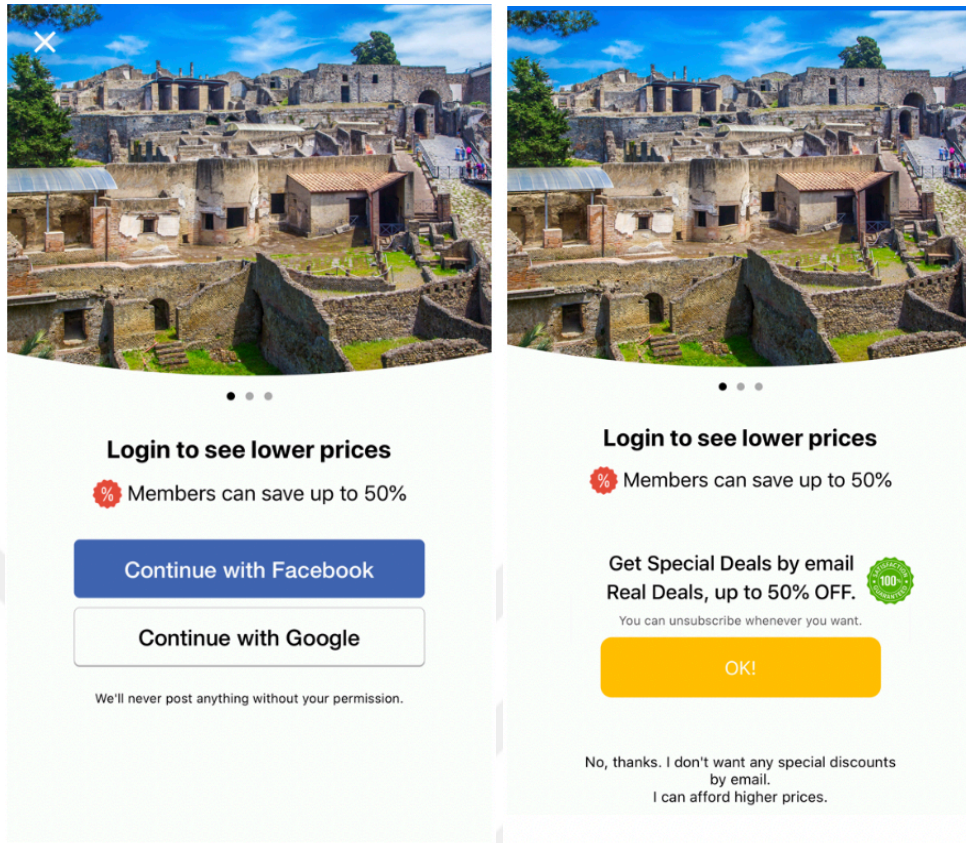 Login to see lower prices
% Members can save up to 50%
Continue with Facebook
Continue with Google
We'll never post anything without your permission.
Login to see lower prices
% Members can save up to 50%
Get Special Deals by email
Real Deals, up to 50% OFF.
SATISFACTION
100%
GUARANTEED
You can unsubscribe whenever you want.
OK!
No, thanks. I don't want any special discounts
by email.
I can afford higher prices.